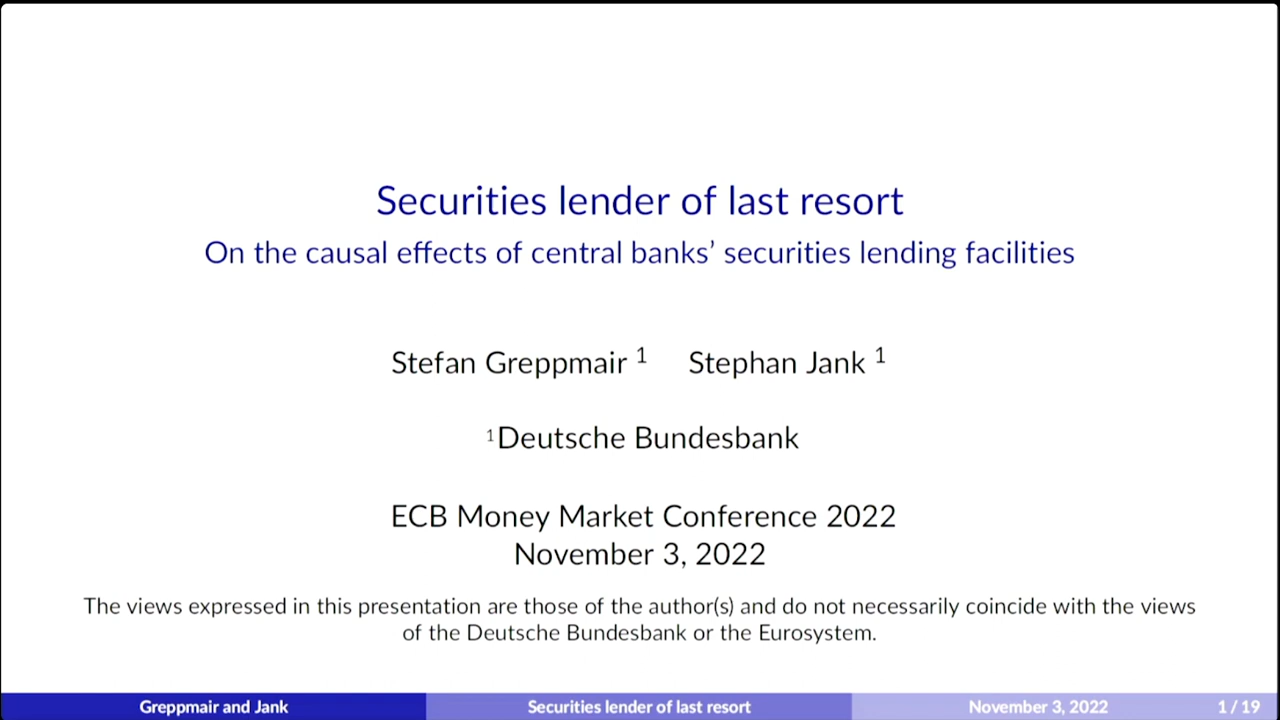 Securities lender of last resort
On the causal effects of central banks' securities lending facilities
Stefan Greppmair ¹ Stephan Jank ¹
¹Deutsche Bundesbank
ECB Money Market Conference 2022
November 3, 2022
The views expressed in this presentation are those of the author(s) and do not necessarily coincide with the views
of the Deutsche Bundesbank or the Eurosystem.
Greppmair and Jank Securities lender of last resort November 3, 2022 1 / 19